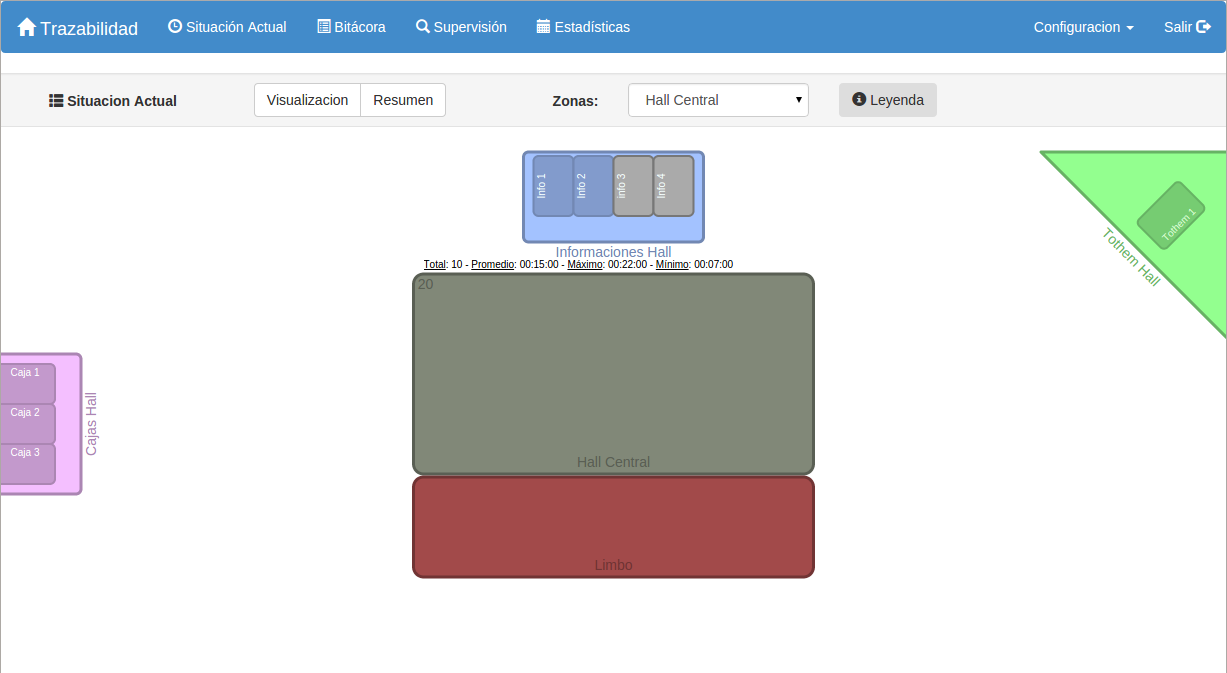 Trazabilidad Situación Actual Bitácora Supervisión Estadísticas Configuracion Salir
Situacion Actual Visualizacion Resumen Zonas: Hall Central Leyenda
Info 1
Info 2
info 3
Info 4
Informaciones Hall
Total: 10 - Promedio: 00:15:00 - Máximo: 00:22:00 - Mínimo: 00:07:00
Tothem 1
Tothem Hall
20
Hall Central
Caja 1
Caja 2
Caja 3
Cajas Hall
Limbo